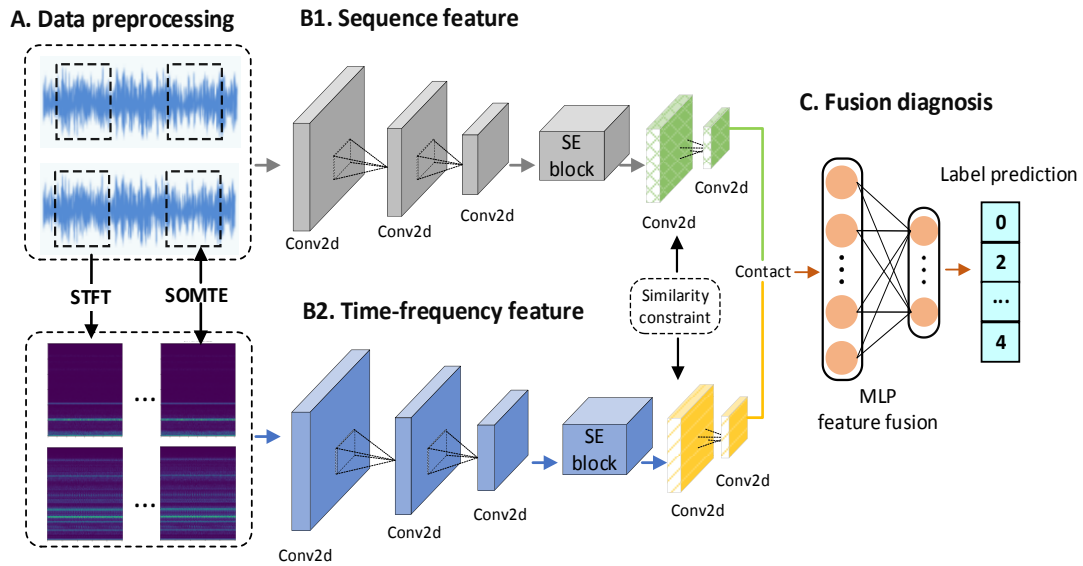 A. Data preprocessing
STFT
SOMTE
B1. Sequence feature
Conv2d
Conv2d
Conv2d
SE
block
Conv2d
Conv2d
B2. Time-frequency feature
Conv2d
Conv2d
Conv2d
SE
block
Conv2d
Conv2d
Similarity
constraint
Contact
C. Fusion diagnosis
MLP
feature fusion
Label prediction
0
2
...
4